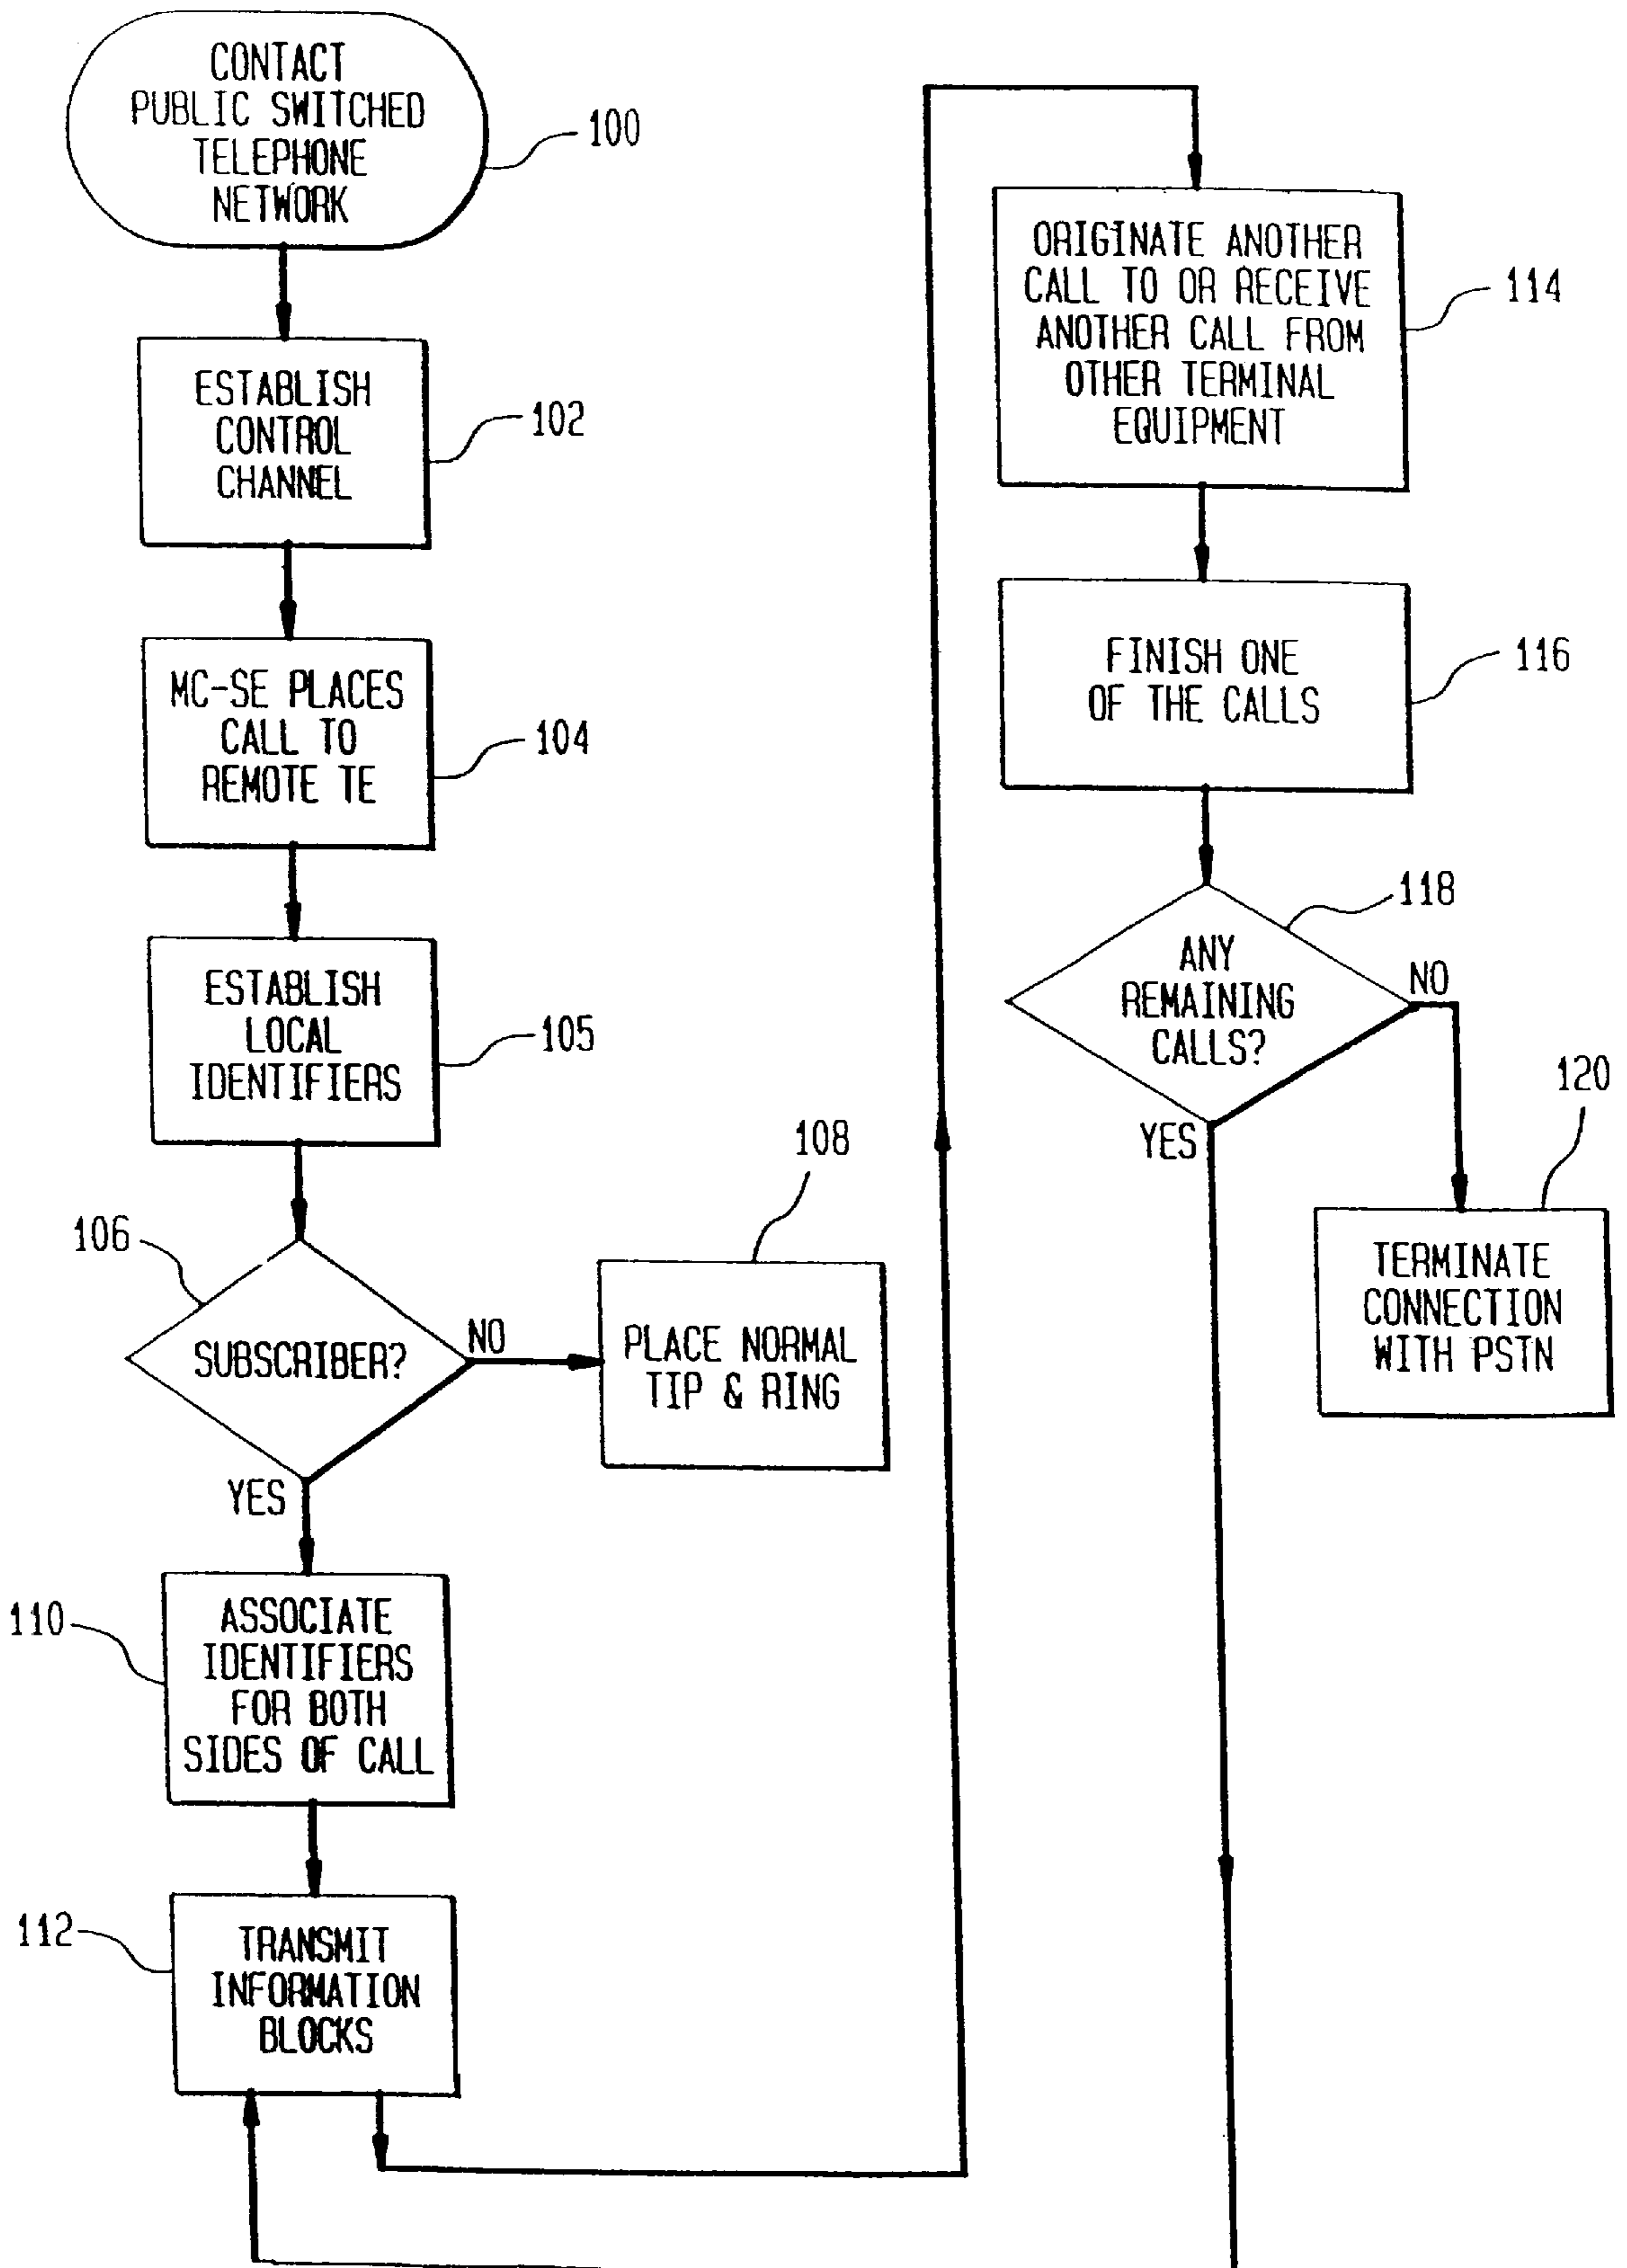 CONTACT
PUBLIC SWITCHED
TELEPHONE
NETWORK
100
ESTABLISH
CONTROL
CHANNEL
102
MC-SE PLACES
CALL TO
REMOTE TE
104
ESTABLISH
LOCAL
IDENTIFIERS
105
106
SUBSCRIBER?
NO
YES
108
PLACE NORMAL
TIP & RING
110
ASSOCIATE
IDENTIFIERS
FOR BOTH
SIDES OF CALL
112
TRANSMIT
INFORMATION
BLOCKS
ORIGINATE ANOTHER
CALL TO OR RECEIVE
ANOTHER CALL FROM
OTHER TERMINAL
EQUIPMENT
114
FINISH ONE
OF THE CALLS
116
118
ANY
REMAINING
CALLS?
NO
YES
120
TERMINATE
CONNECTION
WITH PSTN